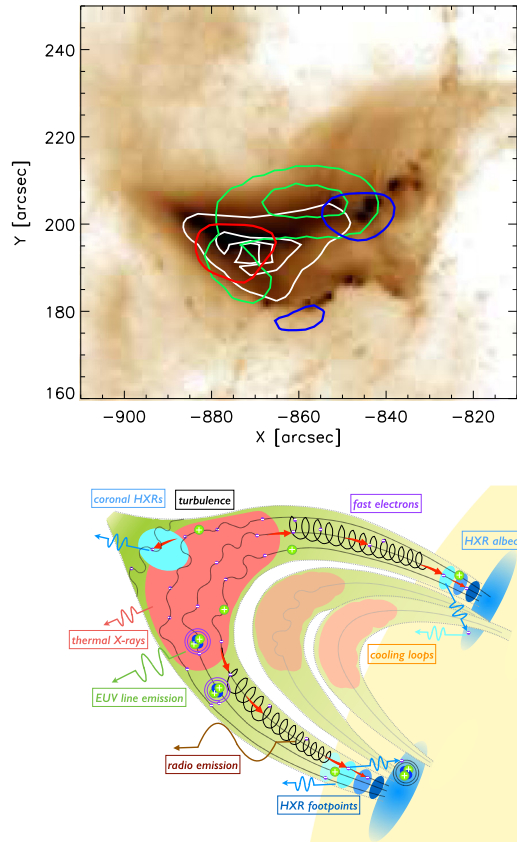 240
220
200
180
160
Y [arcsec]
−900
−880
−860
−840
−820
X [arcsec]
coronal HXRs
turbulence
fast electrons
HXR albed
thermal X-rays
cooling loops
EUV line emission
radio emission
HXR footpoints